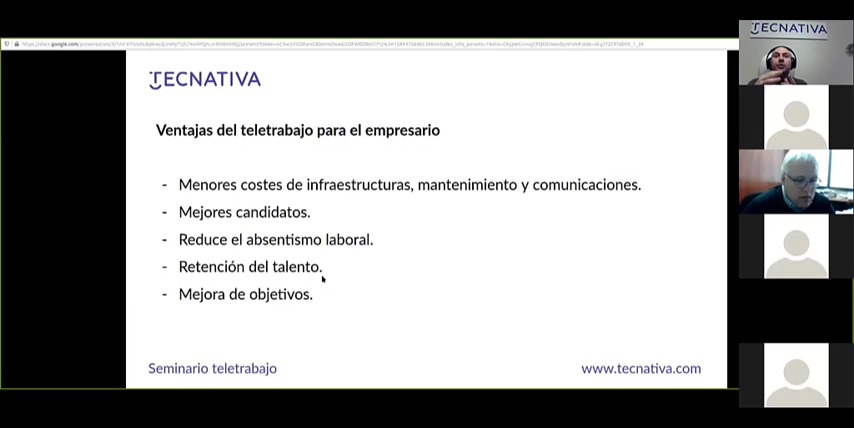 TECNATIVA
Ventajas del teletrabajo para el empresario
- Menores costes de infraestructuras, mantenimiento y comunicaciones.
- Mejores candidatos.
- Reduce el absentismo laboral.
- Retención del talento.
- Mejora de objetivos.
Seminario teletrabajo
www.tecnativa.com
TECNATIVA